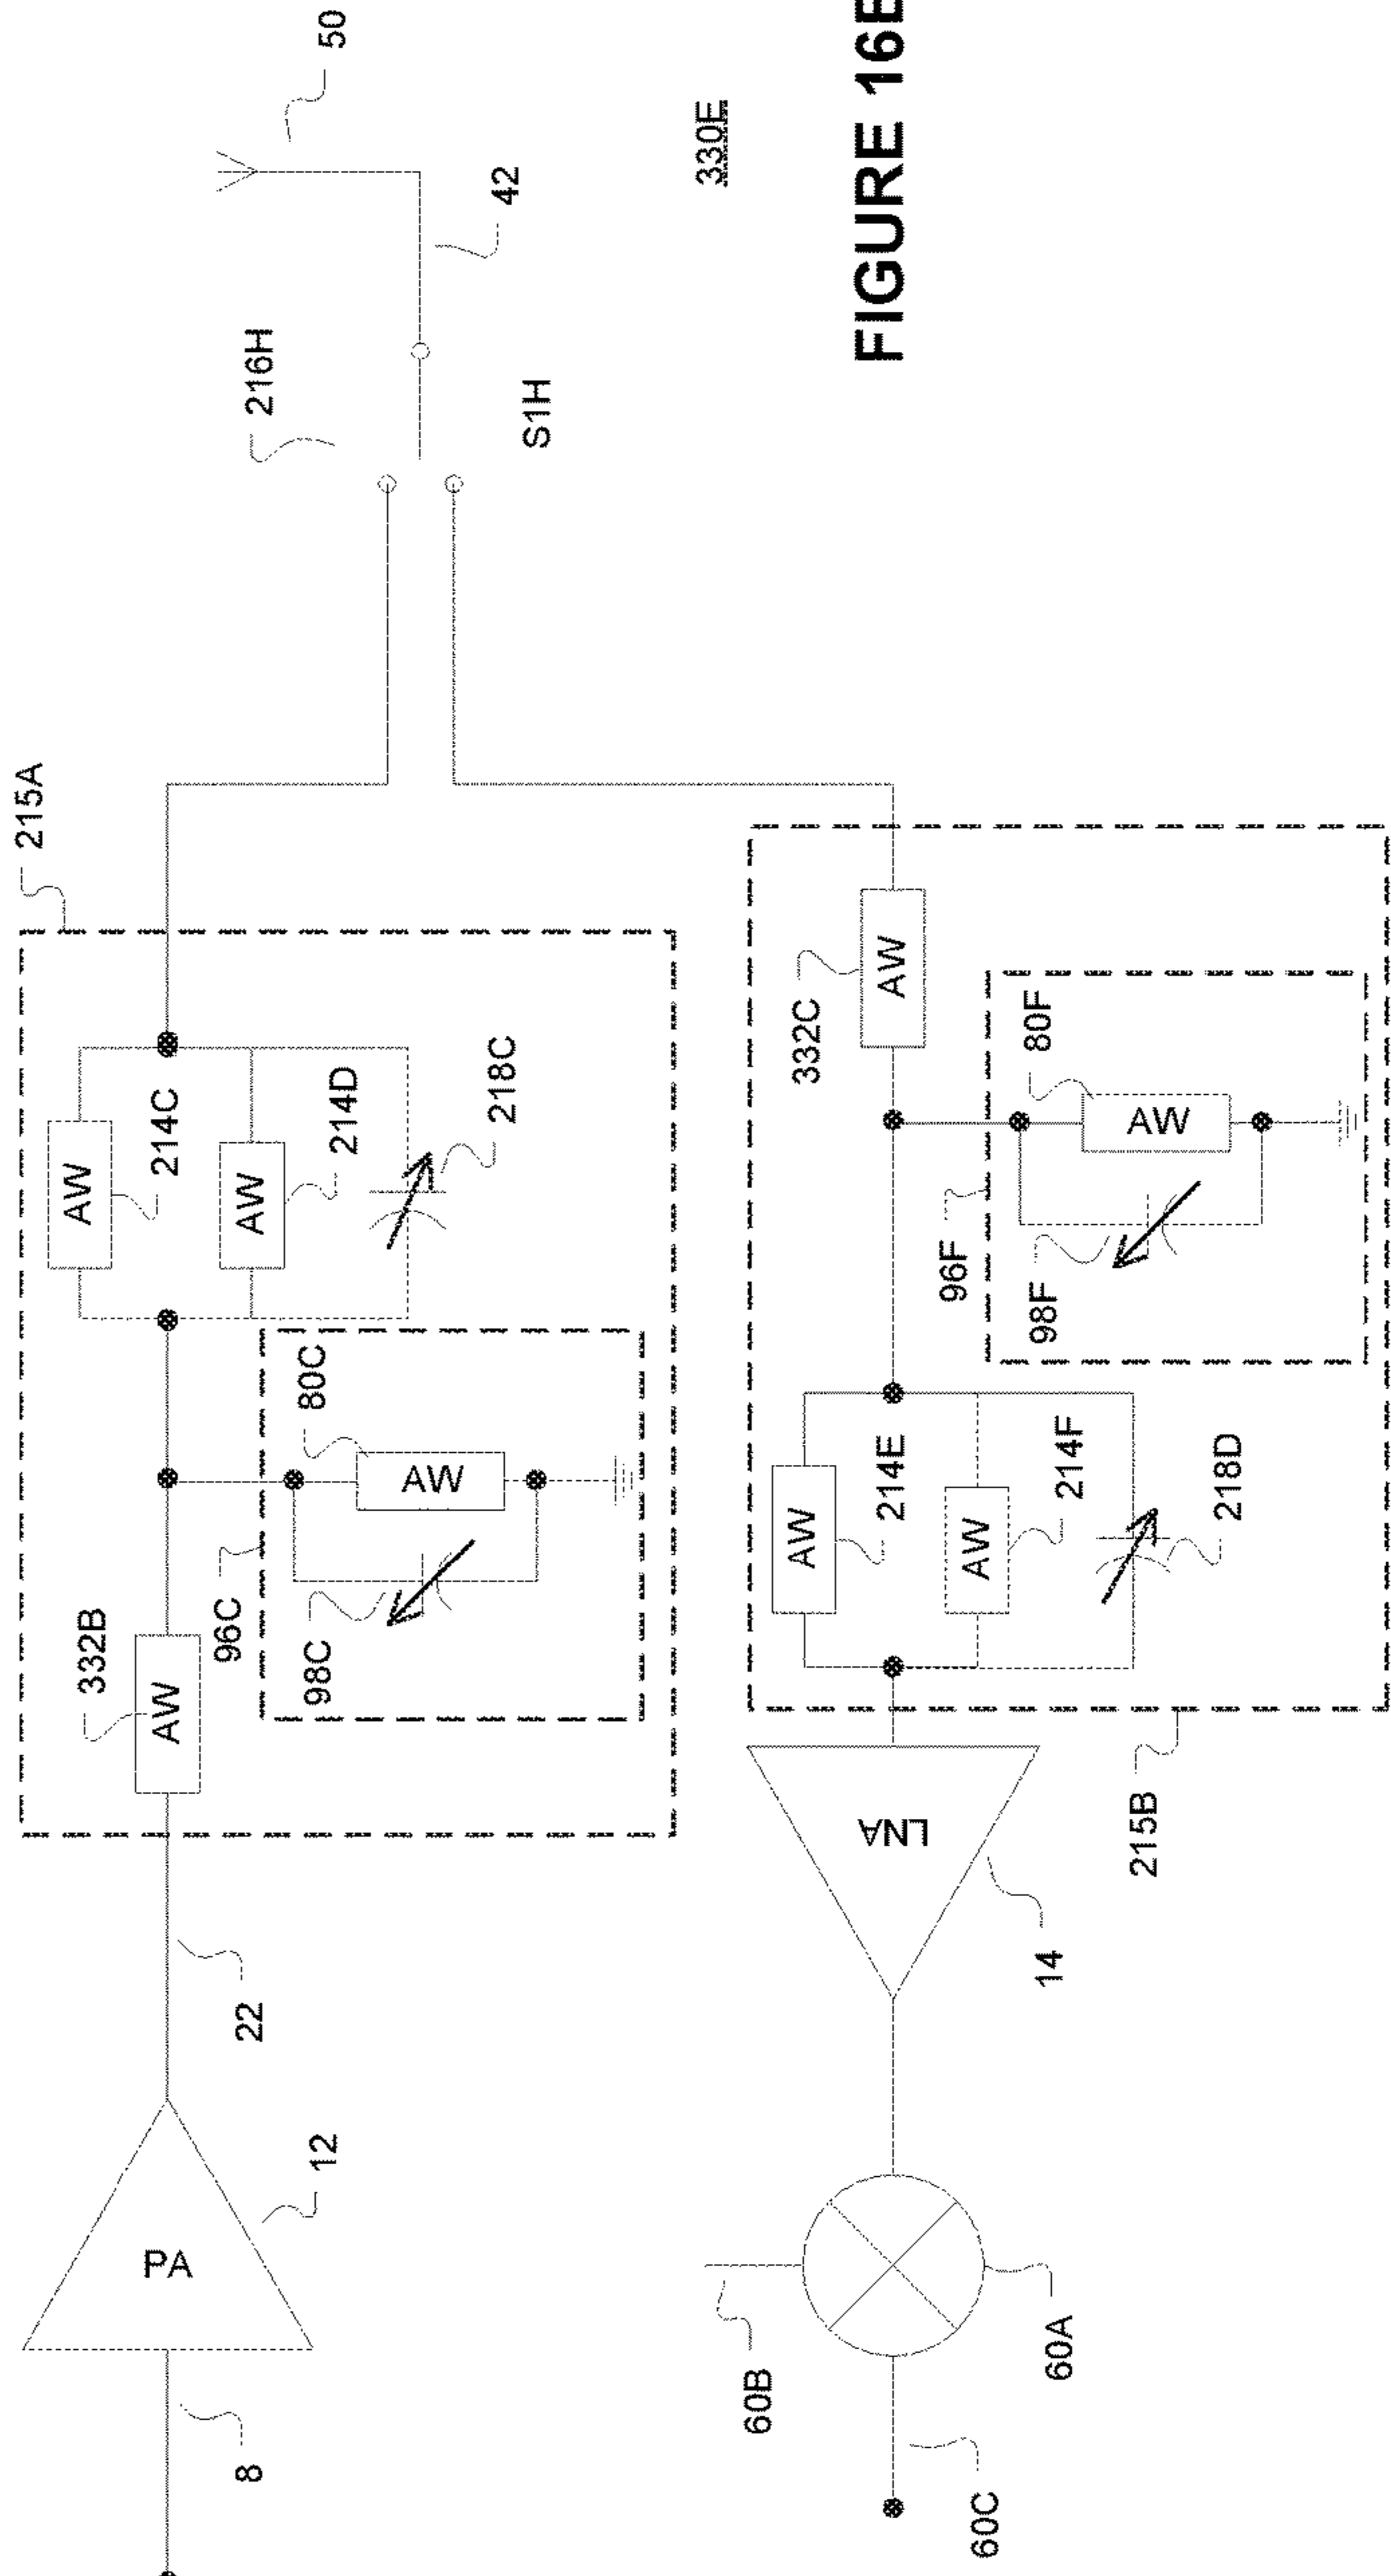 8
PA
12
22
332B
AW
215A
AW
214C
AW
214D
218C
96C
98C
80C
AW
216H
S1H
50
42
330E
FIGURE 16E
60B
60C
60A
LNA
14
215B
AW
214E
AW
214F
218D
332C
AW
96F
98F
80F
AW